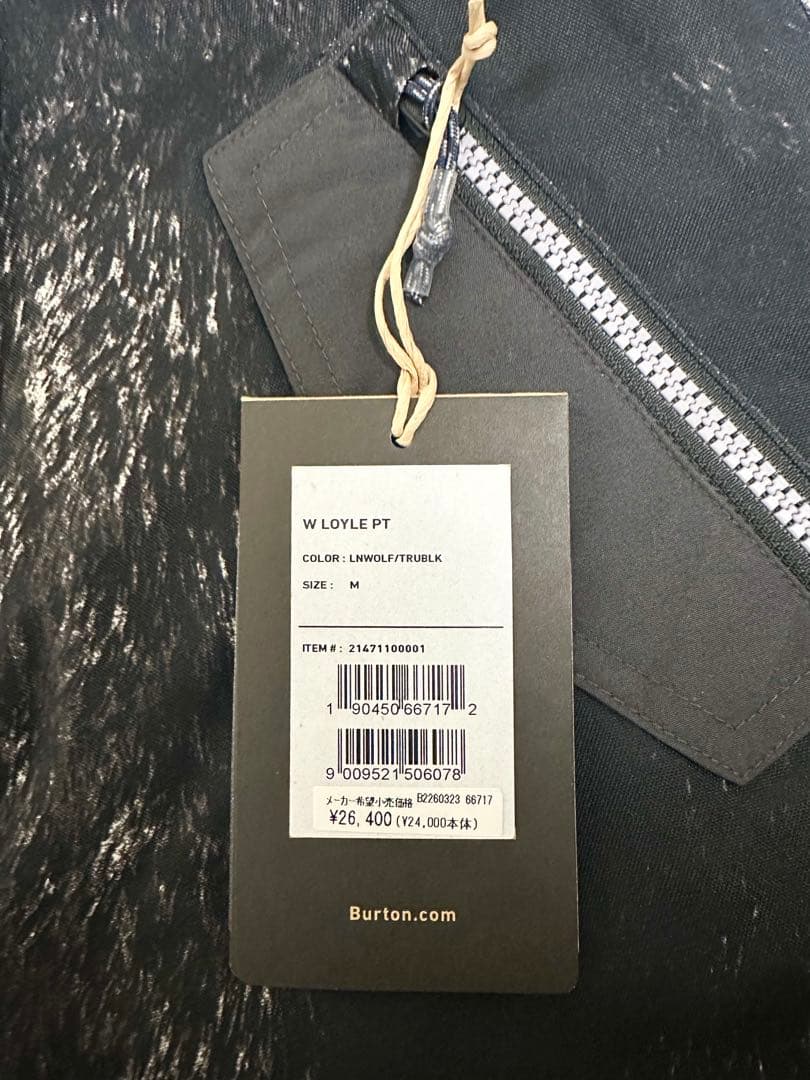 W LOYLE PT
COLOR : LNWOLF/TRUBLK
SIZE : M
ITEM # : 21471100001
1 90450 66717 2
9 009521 506078
メーカー希望小売価格 B2260323 66717
¥26,400(¥24,000本体)
Burton.com